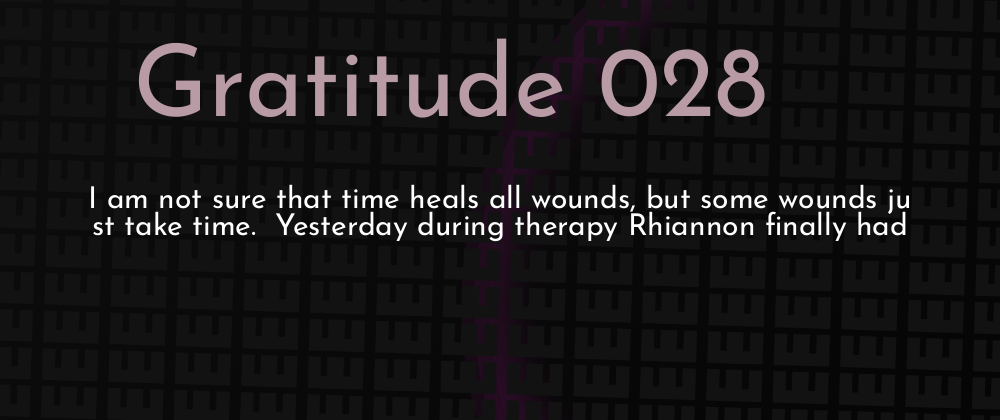 Gratitude 028
I am not sure that time heals all wounds, but some wounds ju
st take time.  Yesterday during therapy Rhiannon finally had